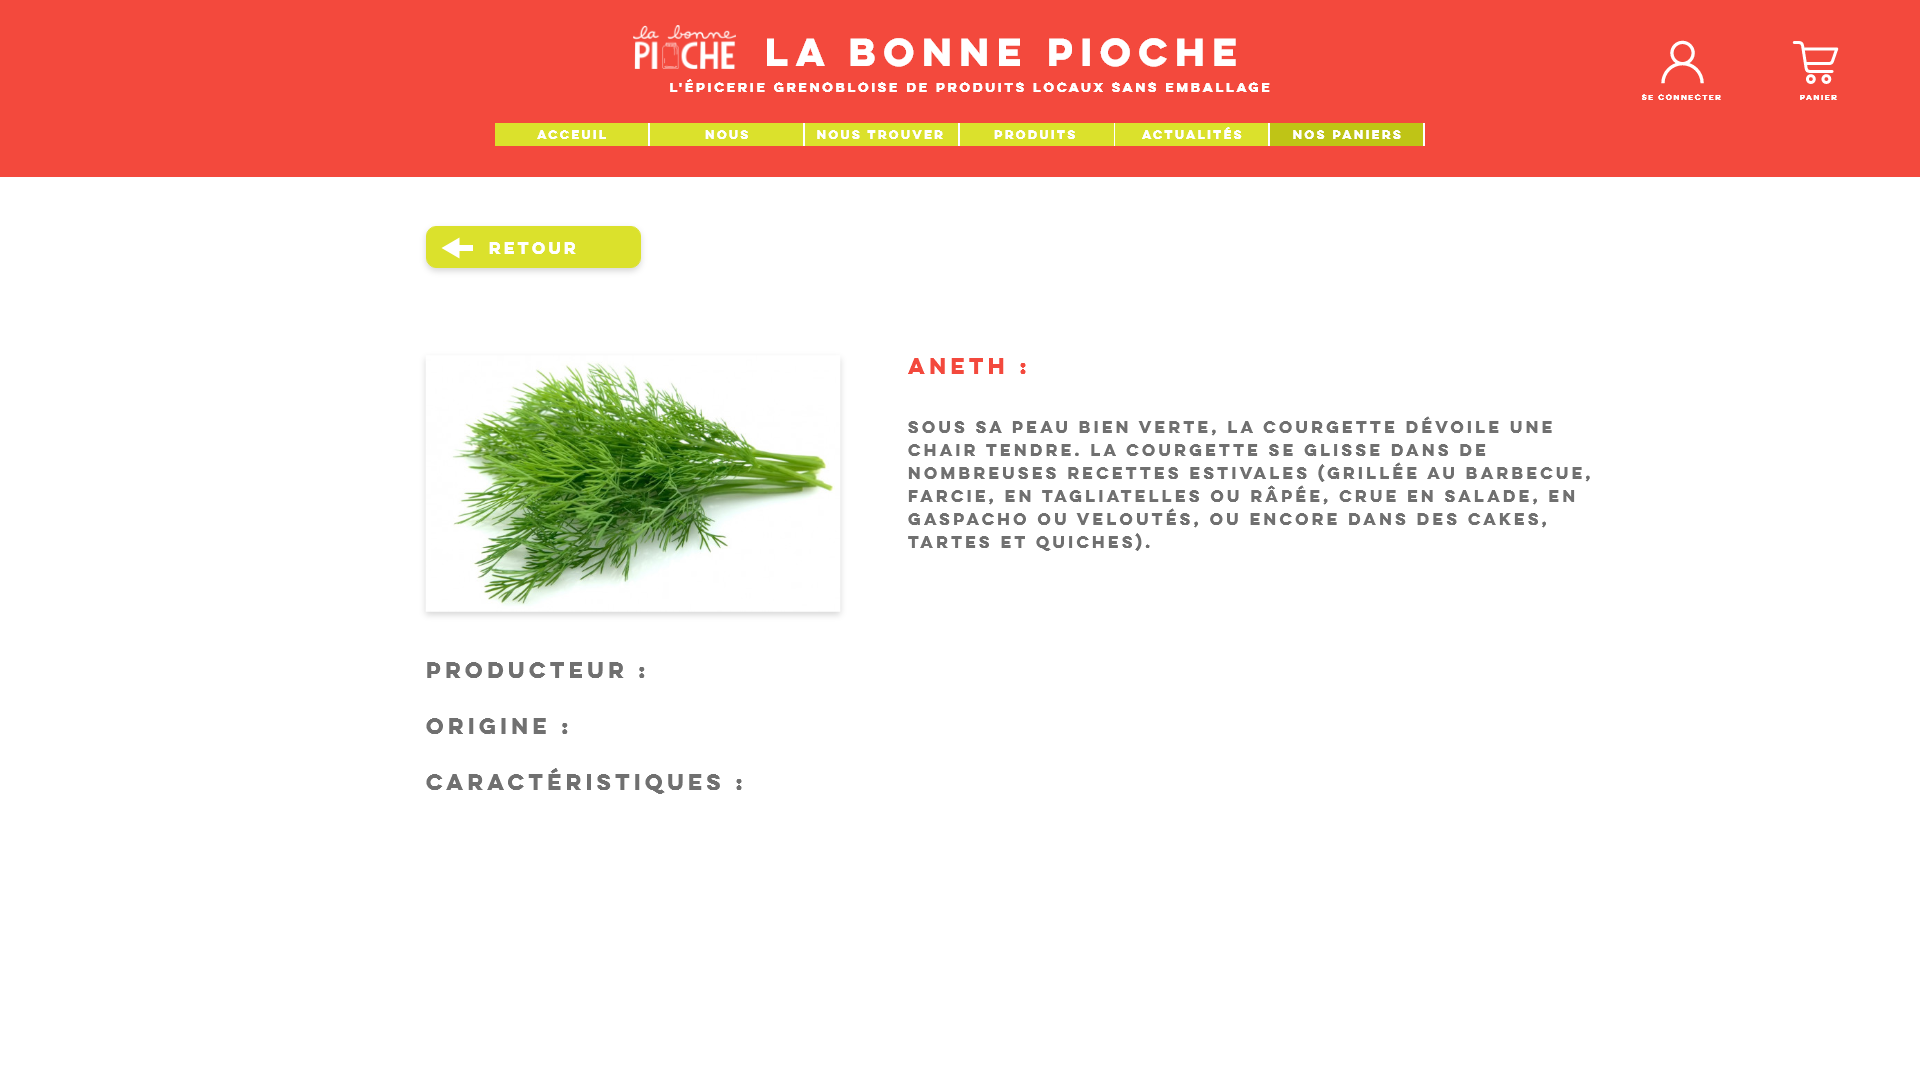 la bonne
PIOCHE
LA BONNE PIOCHE
L'ÉPICERIE GRENOBLOISE DE PRODUITS LOCAUX SANS EMBALLAGE
SE CONNECTER
PANIER
ACCEUIL
NOUS
NOUS TROUVER
PRODUITS
ACTUALITÉS
NOS PANIERS
RETOUR
ANETH :
SOUS SA PEAU BIEN VERTE, LA COURGETTE DÉVOILE UNE
CHAIR TENDRE. LA COURGETTE SE GLISSE DANS DE
NOMBREUSES RECETTES ESTIVALES (GRILLÉE AU BARBECUE,
FARCIE, EN TAGLIATELLES OU RÂPÉE, CRUE EN SALADE, EN
GASPACHO OU VELOUTÉS, OU ENCORE DANS DES CAKES,
TARTES ET QUICHES).
PRODUCTEUR :
ORIGINE :
CARACTÉRISTIQUES :